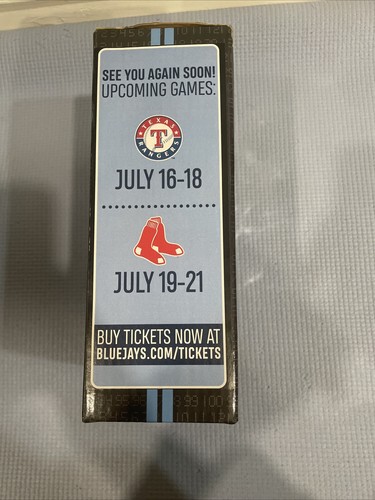 SEE YOU AGAIN SOON!
UPCOMING GAMES:
TEXAS
T
RANGERS
JULY 16-18
JULY 19-21
BUY TICKETS NOW AT
BLUEJAYS.COM/TICKETS